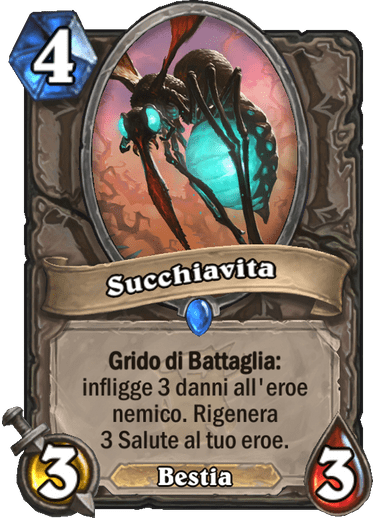 4
Succhiavita
Grido di Battaglia:
infligge 3 danni all'eroe
nemico. Rigenera
3 Salute al tuo eroe.
3
Bestia
3